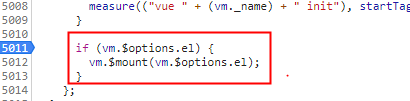 5008 measure(("vue " + (vm._name) + " init"), startTag
5009 }
5010
5011 if (vm.$options.el) {
5012 vm.$mount(vm.$options.el);
5013 }
5014 };
5015